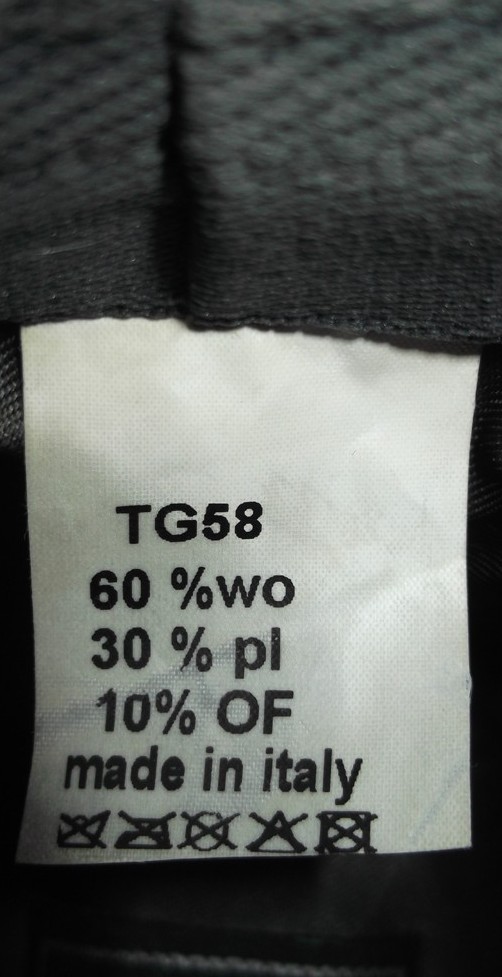 TG58
60 %wo
30 % pl
10% OF
made in italy